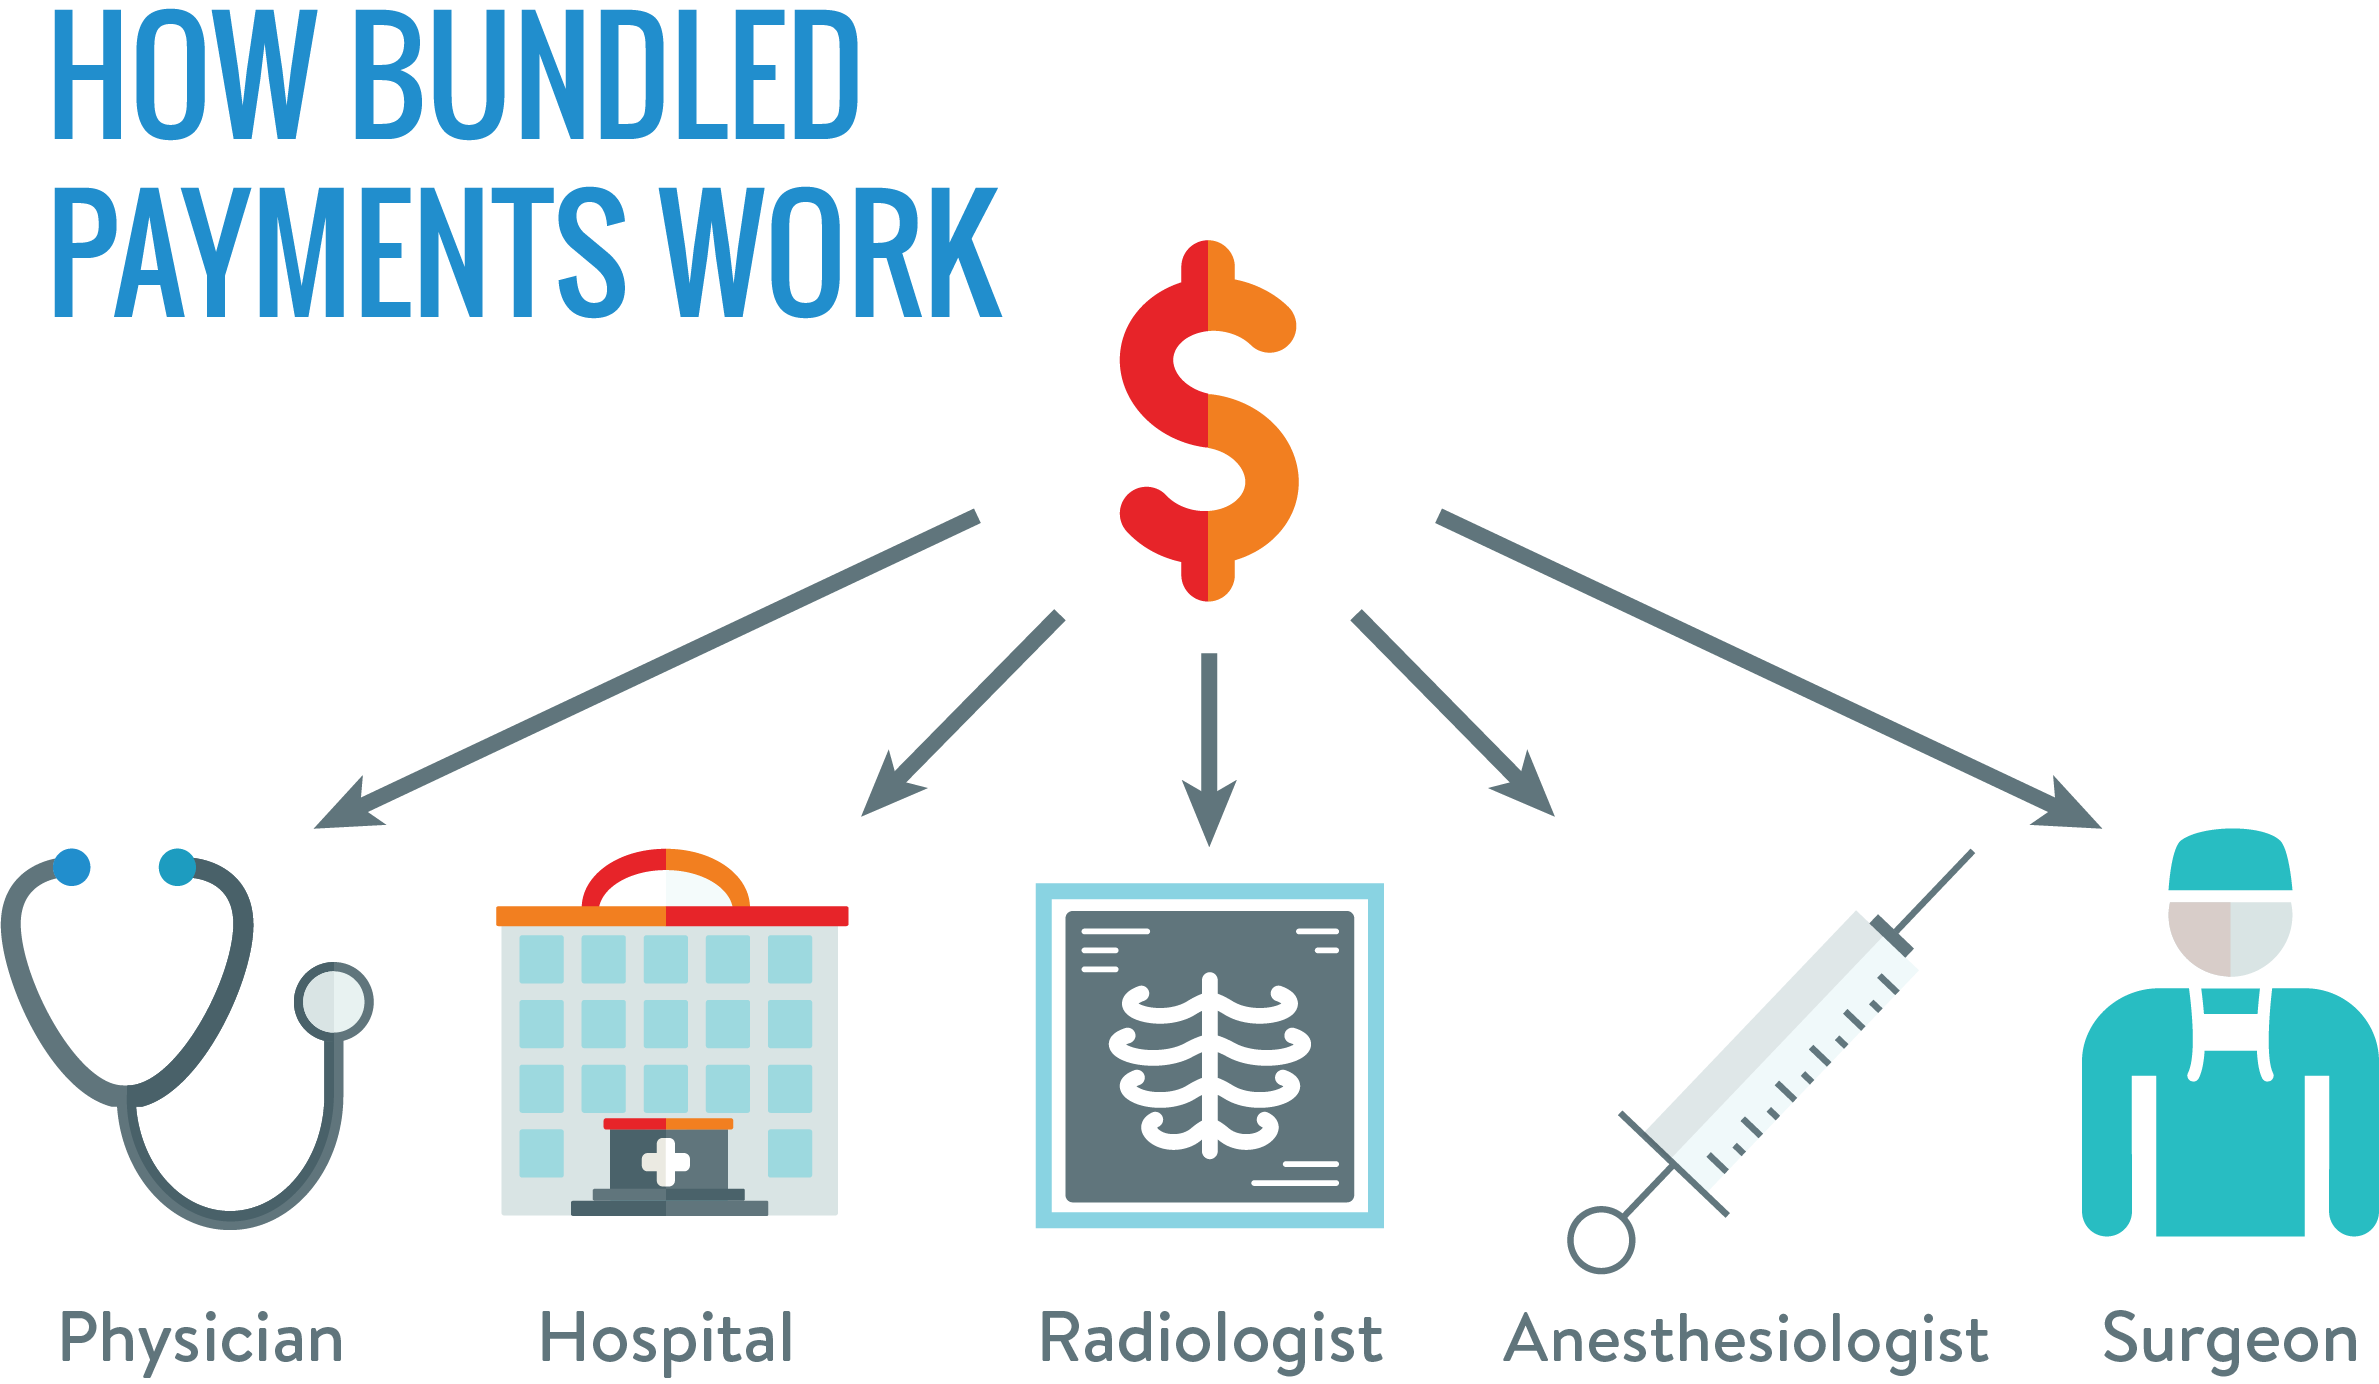 HOW BUNDLED
PAYMENTS WORK
$
Physician
Hospital
Radiologist
Anesthesiologist
Surgeon